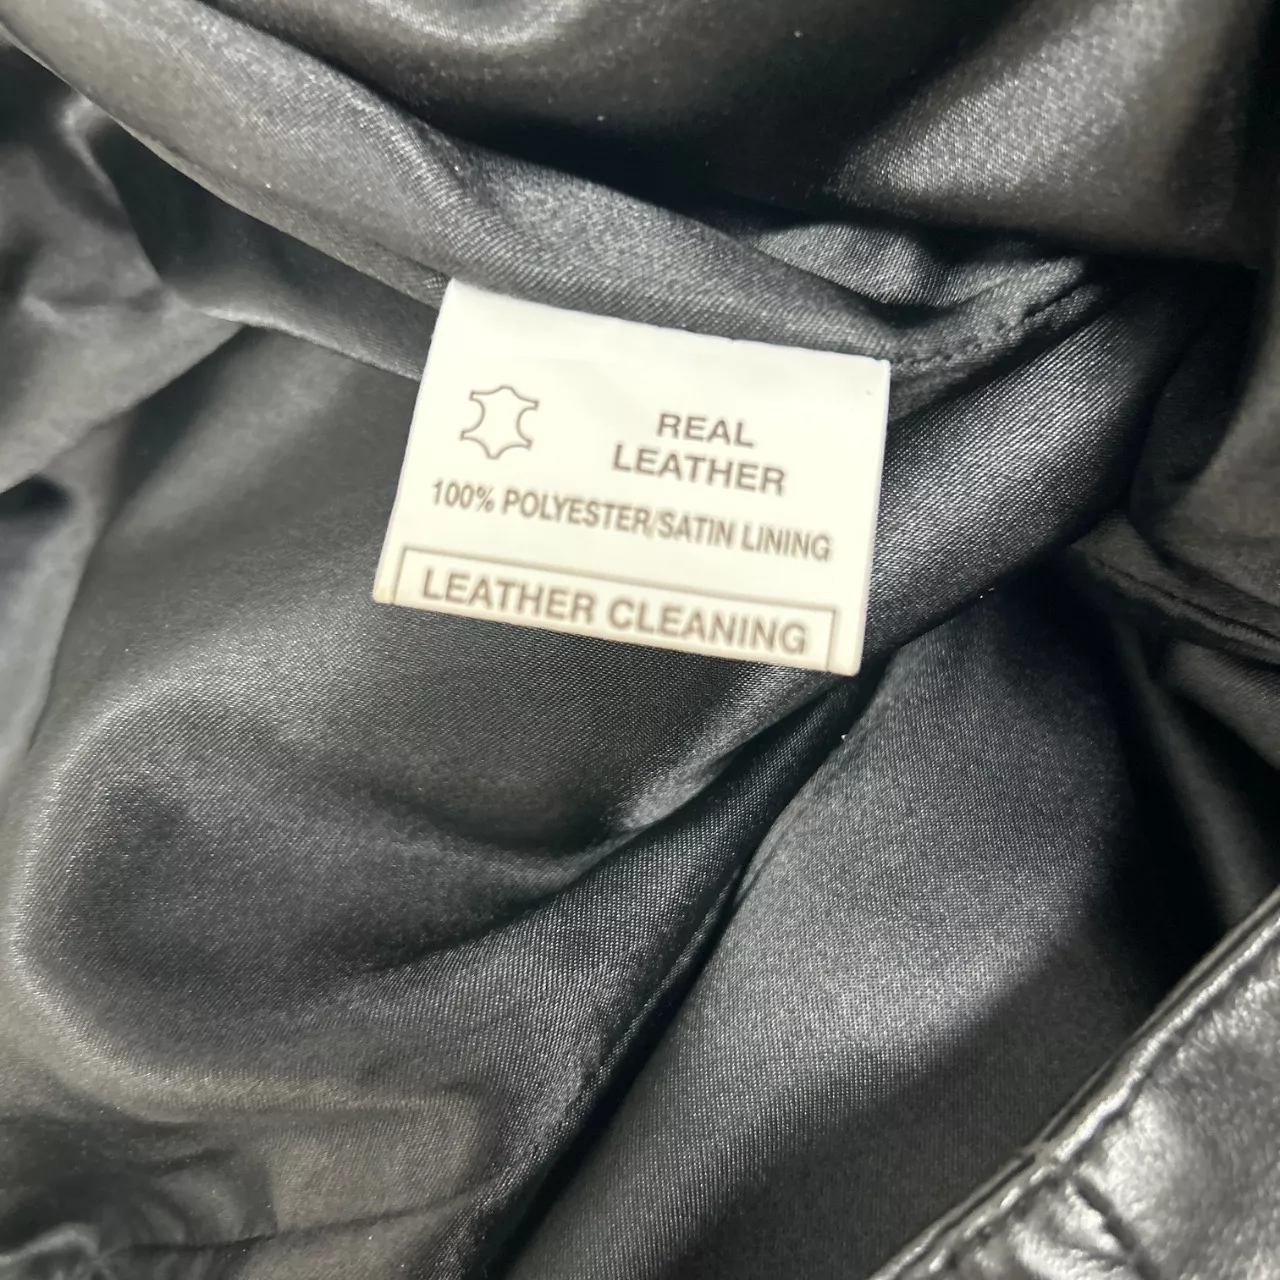 REAL
LEATHER
100% POLYESTER/SATIN LINING
LEATHER CLEANING